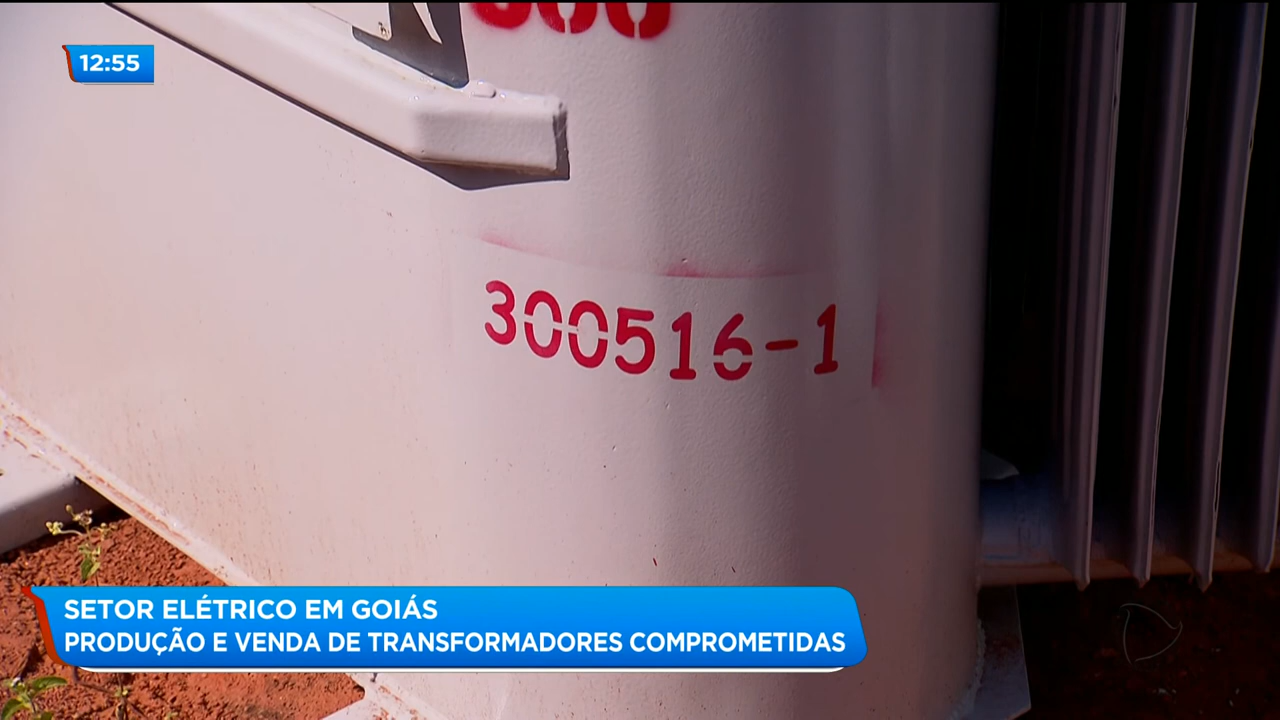 12:55
300516-1
SETOR ELÉTRICO EM GOIÁS
PRODUÇÃO E VENDA DE TRANSFORMADORES COMPROMETIDAS